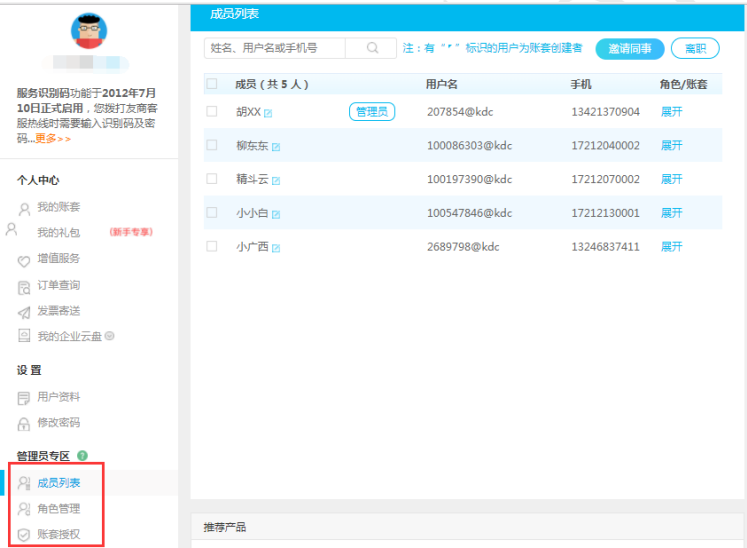 成员列表
服务识别码功能于2012年7月
10日正式启用，您拨打友商客
服热线时需要输入识别码及密
码...更多>>
个人中心
我的账套
我的礼包 (新手专享)
增值服务
订单查询
发票寄送
我的企业云盘
设 置
用户资料
修改密码
管理员专区 ?
成员列表
角色管理
账套授权
姓名、用户名或手机号 注：有“*”标识的用户为账套创建者 邀请同事 离职
成员（共 5 人） 用户名 手机 角色/账套
胡XX 管理员 207854@kdc 13421370904 展开
柳东东 100086303@kdc 17212040002 展开
精斗云 100197390@kdc 17212070002 展开
小小白 100547846@kdc 17212130001 展开
小广西 2689798@kdc 13246837411 展开
推荐产品